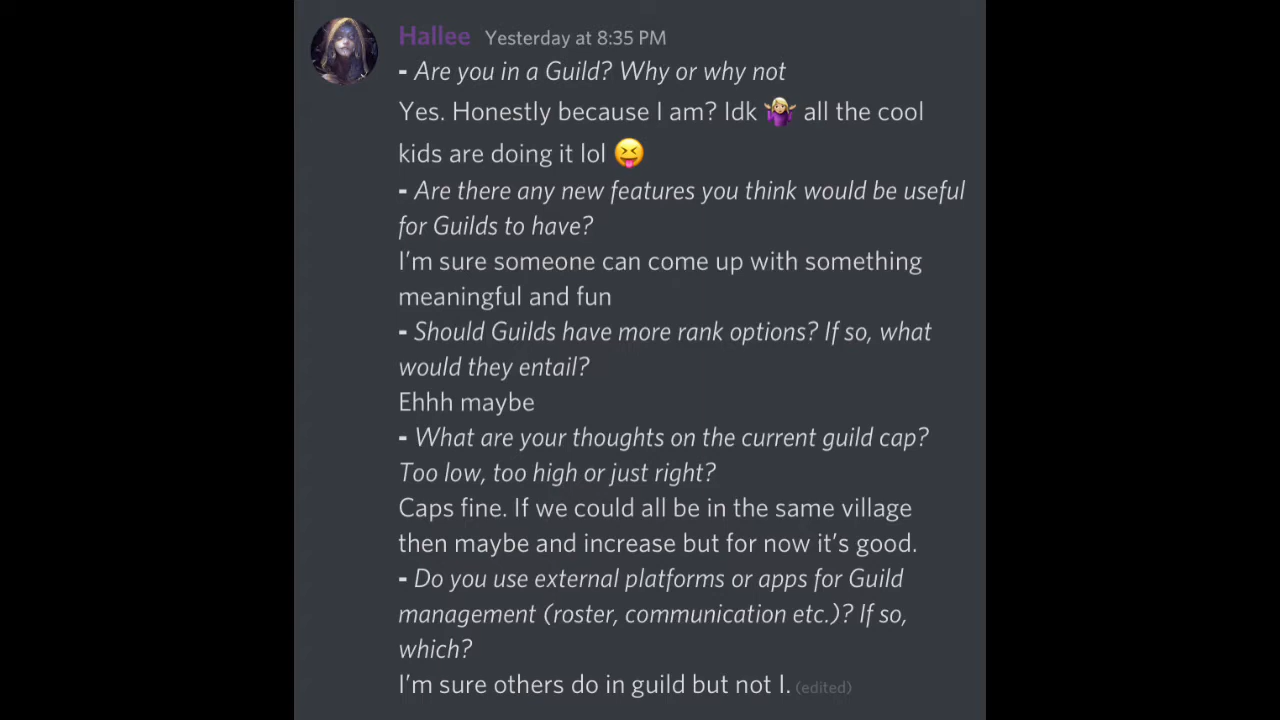 Hallee Yesterday at 8:35 PM
- Are you in a Guild? Why or why not
Yes. Honestly because I am? Idk 🤷🏼‍♀️ all the cool
kids are doing it lol 😝
- Are there any new features you think would be useful
for Guilds to have?
I'm sure someone can come up with something
meaningful and fun
- Should Guilds have more rank options? If so, what
would they entail?
Ehhh maybe
- What are your thoughts on the current guild cap?
Too low, too high or just right?
Caps fine. If we could all be in the same village
then maybe and increase but for now it's good.
- Do you use external platforms or apps for Guild
management (roster, communication etc.)? If so,
which?
I'm sure others do in guild but not I. (edited)